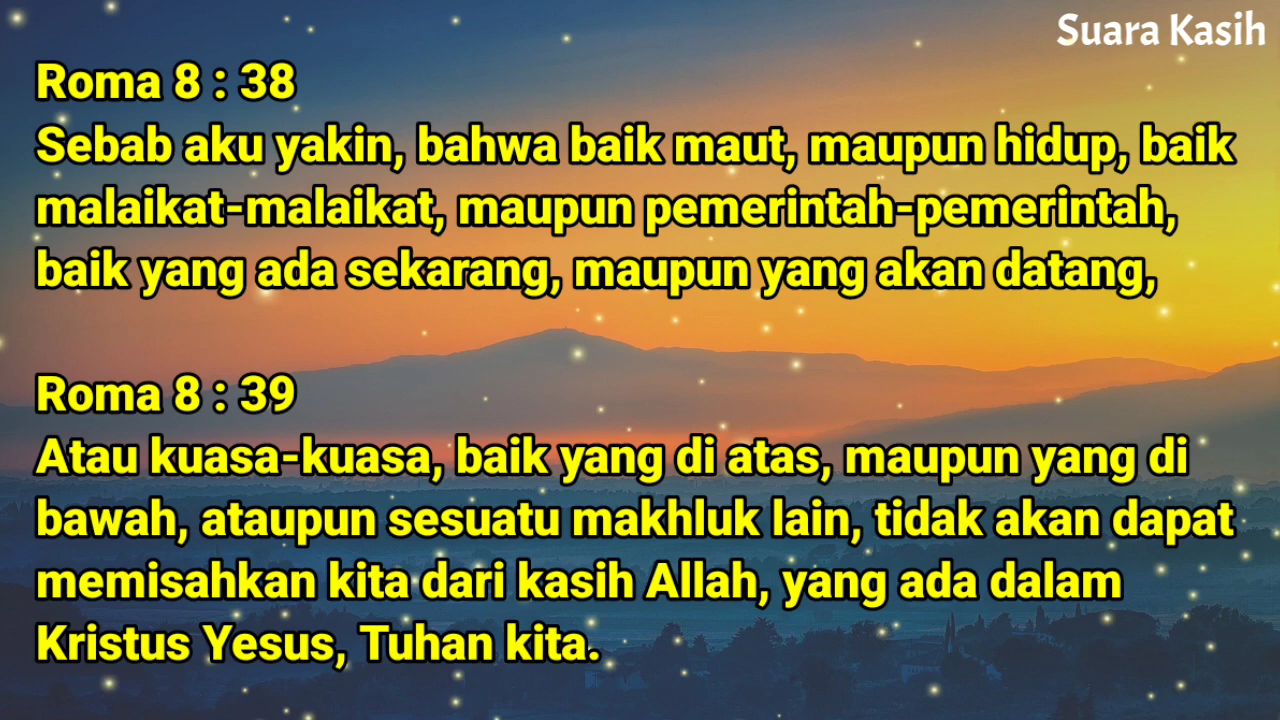 Suara Kasih
Roma 8 : 38
Sebab aku yakin, bahwa baik maut, maupun hidup, baik
malaikat-malaikat, maupun pemerintah-pemerintah,
baik yang ada sekarang, maupun yang akan datang,
Roma 8 : 39
Atau kuasa-kuasa, baik yang di atas, maupun yang di
bawah, ataupun sesuatu makhluk lain, tidak akan dapat
memisahkan kita dari kasih Allah, yang ada dalam
Kristus Yesus, Tuhan kita.